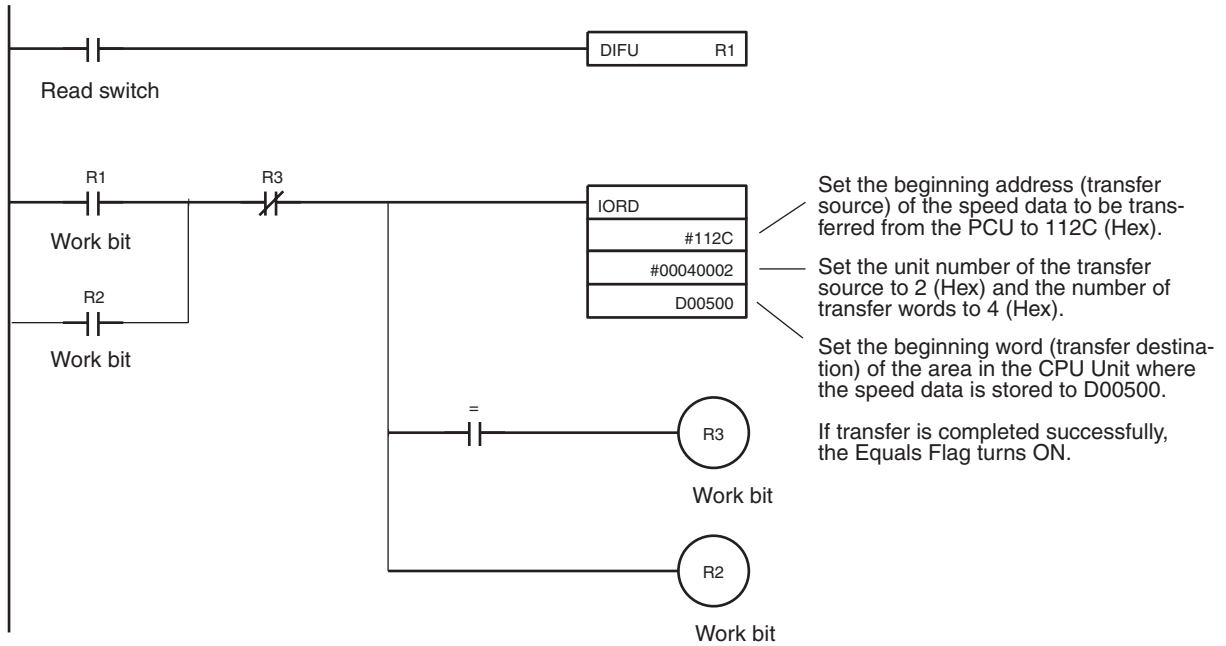 DIFU R1
Read switch
R1
R3
Work bit
R2
Work bit
IORD
#112C
#00040002
D00500
Set the beginning address (transfer
source) of the speed data to be trans-
ferred from the PCU to 112C (Hex).
Set the unit number of the transfer
source to 2 (Hex) and the number of
transfer words to 4 (Hex).
Set the beginning word (transfer destina-
tion) of the area in the CPU Unit where
the speed data is stored to D00500.
If transfer is completed successfully,
the Equals Flag turns ON.
=
R3
Work bit
R2
Work bit